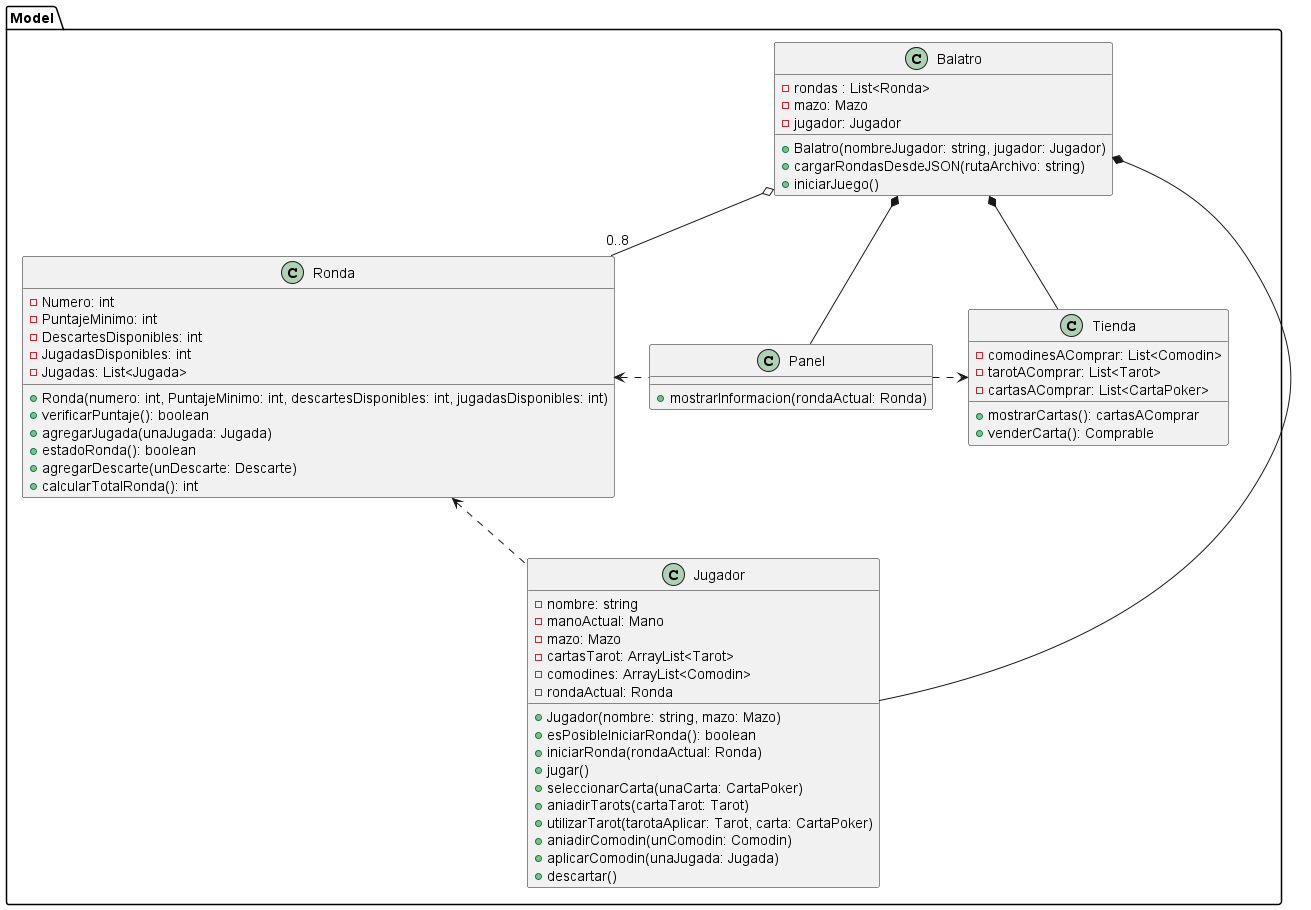 Model
C Balatro
rondas : List<Ronda>
mazo: Mazo
jugador: Jugador
Balatro(nombreJugador: string, jugador: Jugador)
cargarRondasDesdeJSON(rutaArchivo: string)
iniciarJuego()
0..8
C Ronda
Numero: int
PuntajeMinimo: int
DescartesDisponibles: int
JugadasDisponibles: int
Jugadas: List<Jugada>
Ronda(numero: int, PuntajeMinimo: int, descartesDisponibles: int, jugadasDisponibles: int)
verificarPuntaje(): boolean
agregarJugada(unaJugada: Jugada)
estadoRonda(): boolean
agregarDescarte(unDescarte: Descarte)
calcularTotalRonda(): int
C Panel
mostrarInformacion(rondaActual: Ronda)
C Tienda
comodinesAComprar: List<Comodin>
tarotAComprar: List<Tarot>
cartasAComprar: List<CartaPoker>
mostrarCartas(): cartasAComprar
venderCarta(): Comprable
C Jugador
nombre: string
manoActual: Mano
mazo: Mazo
cartasTarot: ArrayList<Tarot>
comodines: ArrayList<Comodin>
rondaActual: Ronda
Jugador(nombre: string, mazo: Mazo)
esPosibleIniciarRonda(): boolean
iniciarRonda(rondaActual: Ronda)
jugar()
seleccionarCarta(unaCarta: CartaPoker)
aniadirTarots(cartaTarot: Tarot)
utilizarTarot(tarotaAplicar: Tarot, carta: CartaPoker)
aniadirComodin(unComodin: Comodin)
aplicarComodin(unaJugada: Jugada)
descartar()